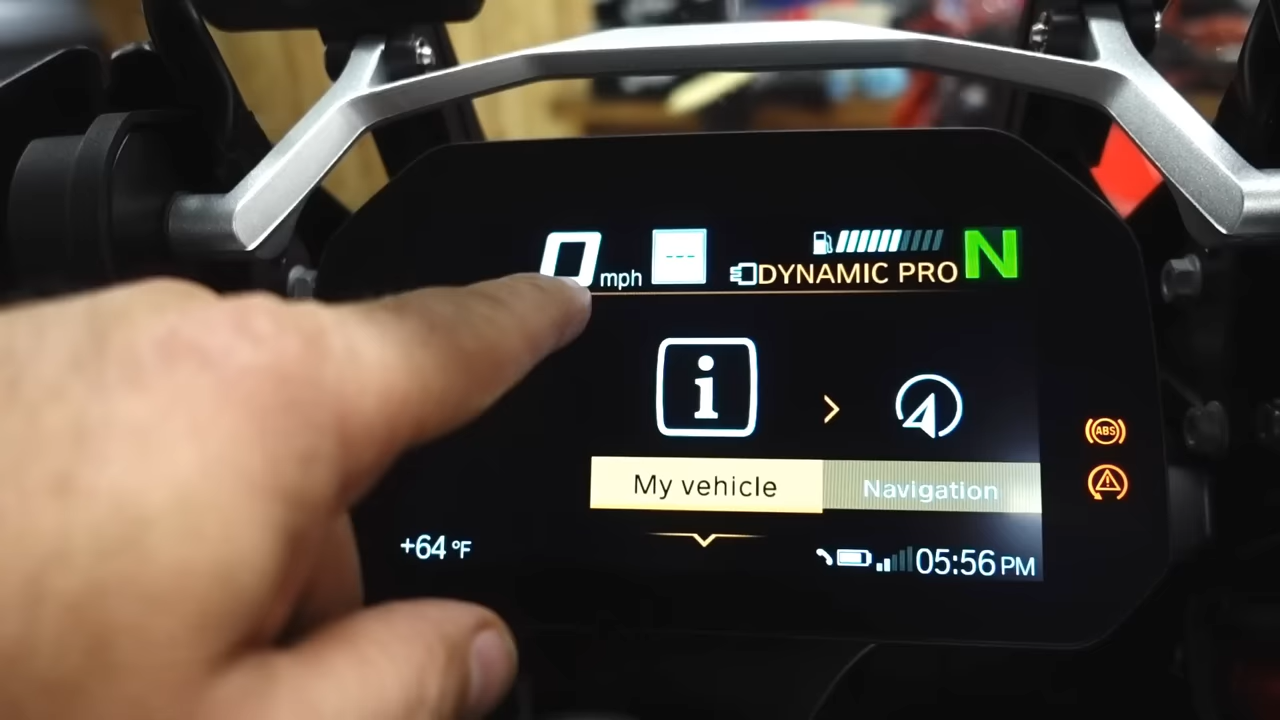 0 mph --- N
DYNAMIC PRO
i
My vehicle Navigation
ABS
+64 °F 05:56 PM